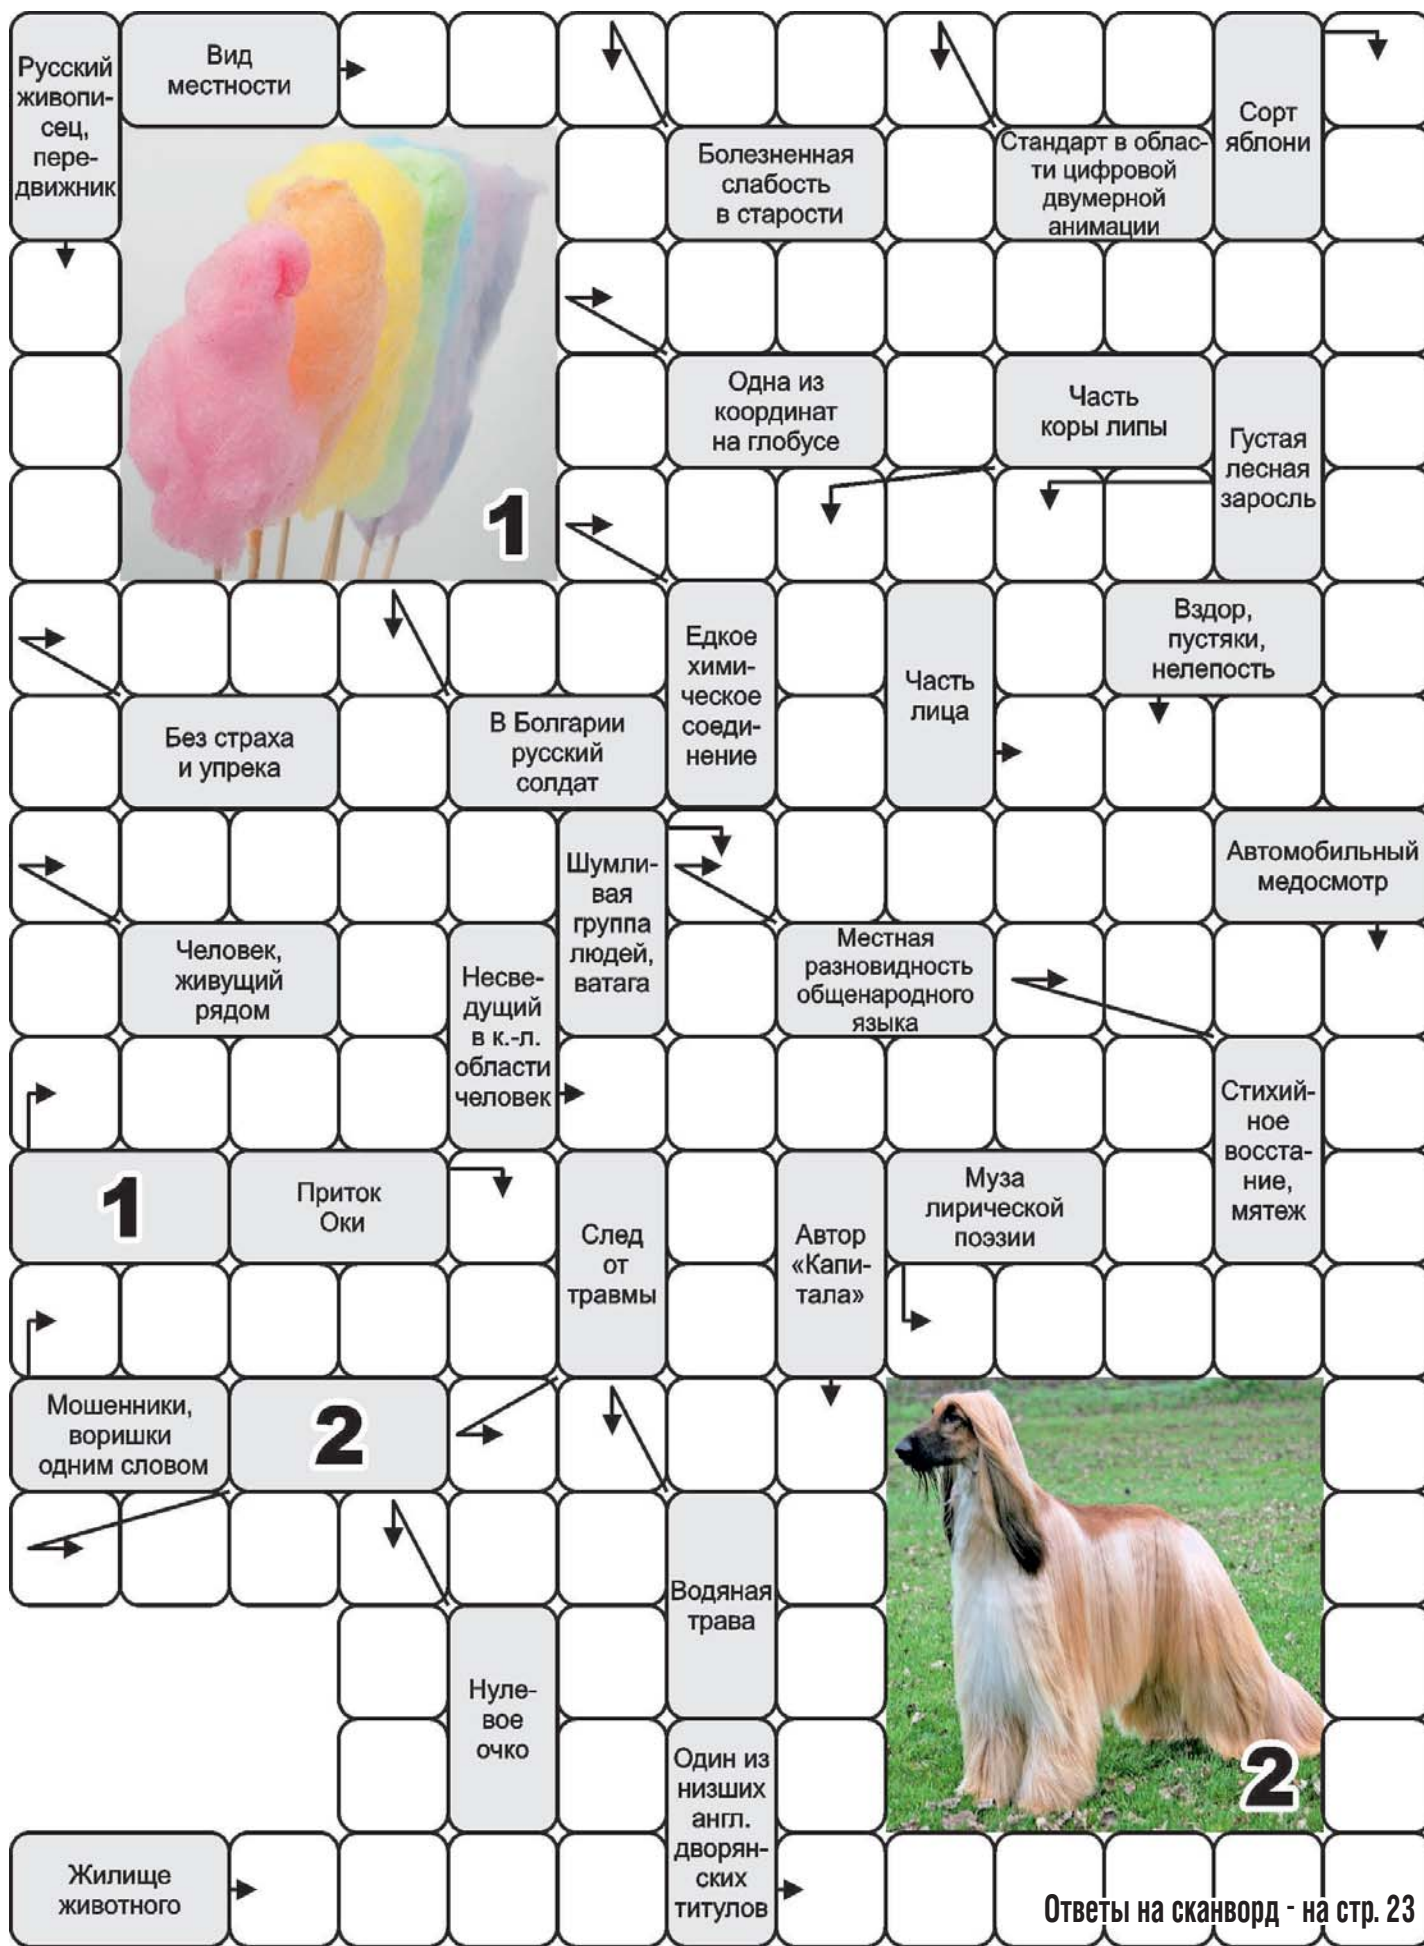 Русский
живопи-
сец,
пере-
движник
Вид
местности
Болезненная
слабость
в старости
Стандарт в облас-
ти цифровой
двумерной
анимации
Сорт
яблони
1
Одна из
координат
на глобусе
Часть
коры липы
Густая
лесная
заросль
Без страха
и упрека
В Болгарии
русский
солдат
Едкое
хими-
ческое
соеди-
нение
Часть
лица
Вздор,
пустяки,
нелепость
Человек,
живущий
рядом
Несве-
дущий
в к.-л.
области
человек
Шумли-
вая
группа
людей,
ватага
Местная
разновидность
общенародного
языка
Автомобильный
медосмотр
Стихий-
ное
восста-
ние,
мятеж
1
Приток
Оки
След
от
травмы
Автор
«Капи-
тала»
Муза
лирической
поэзии
Мошенники,
воришки
одним словом
2
Водяная
трава
Нуле-
вое
очко
Один из
низших
англ.
дворян-
ских
титулов
2
Жилище
животного
Ответы на сканворд - на стр. 23